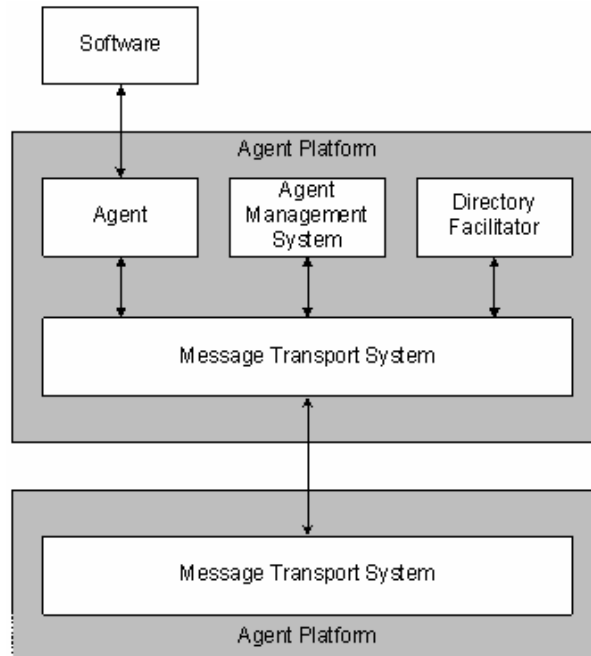 Software
Agent Platform
Agent
Agent
Management
System
Directory
Facilitator
Message Transport System
Message Transport System
Agent Platform